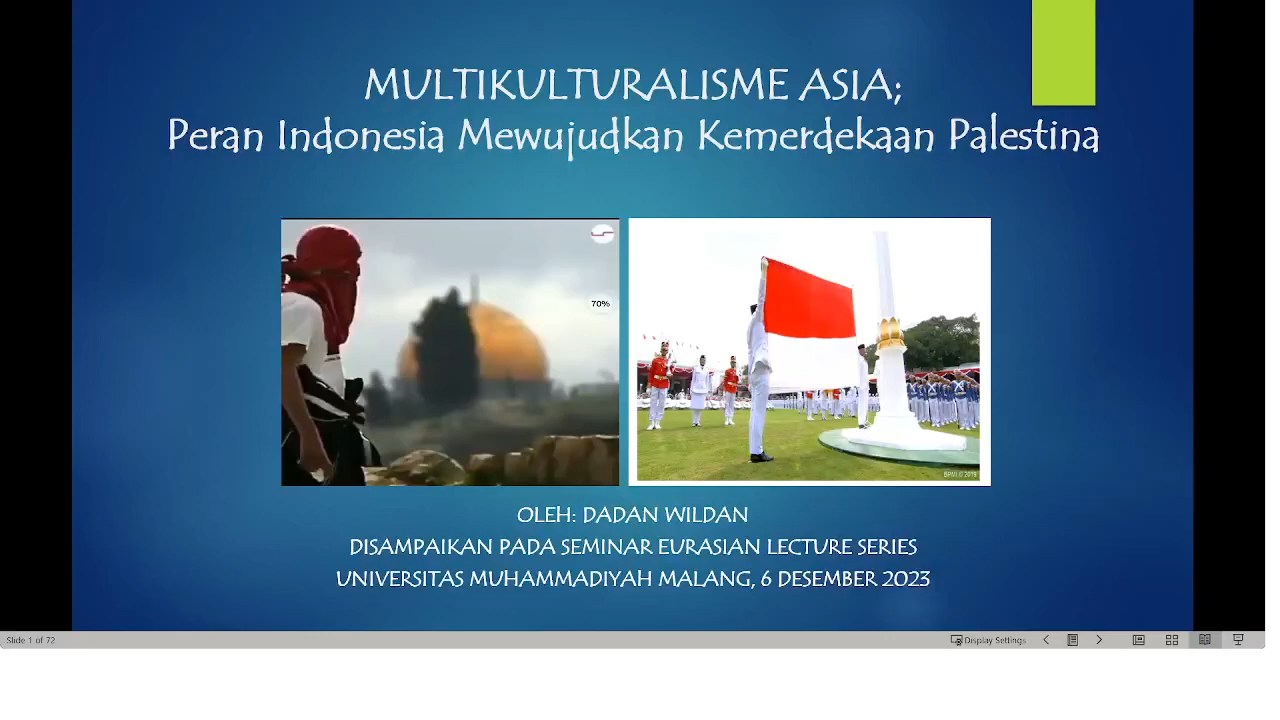 MULTIKULTURALISME ASIA;
Peran Indonesia Mewujudkan Kemerdekaan Palestina
70%
BPMI © 2019
OLEH: DADAN WILDAN
DISAMPAIKAN PADA SEMINAR EURASIAN LECTURE SERIES
UNIVERSITAS MUHAMMADIYAH MALANG, 6 DESEMBER 2023
Slide 1 of 72
Display Settings